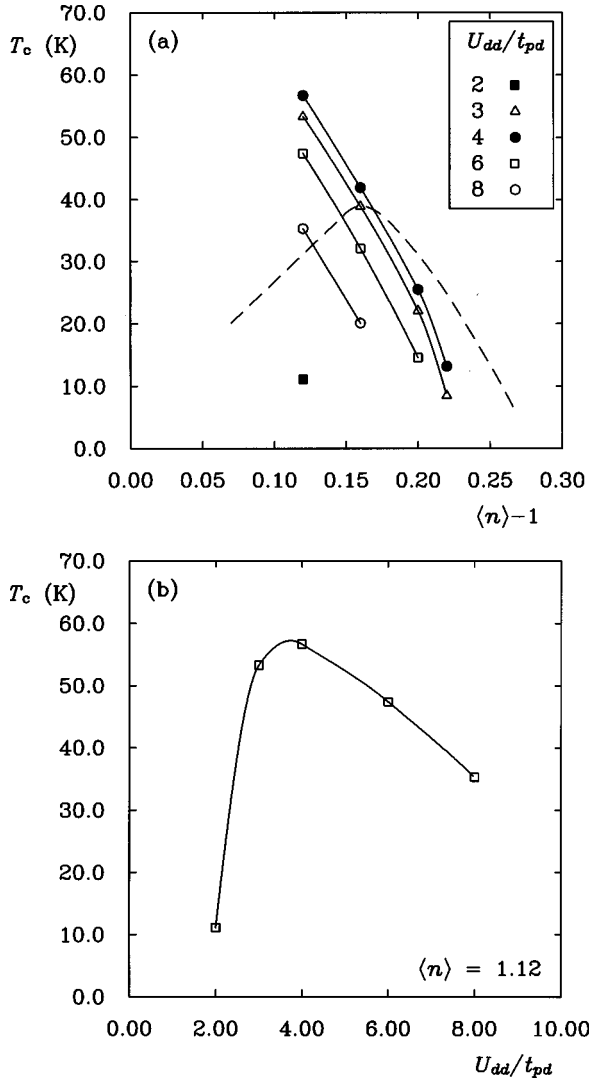 70.0
T_c (K)
(a)
U_dd/t_pd
60.0
2 ■
3 △
50.0
4 ●
6 □
40.0
8 ○
30.0
20.0
10.0
0.0
0.00 0.05 0.10 0.15 0.20 0.25 0.30
⟨n⟩−1
70.0
T_c (K)
(b)
60.0
50.0
40.0
30.0
20.0
10.0
⟨n⟩ = 1.12
0.0
0.00 2.00 4.00 6.00 8.00 10.00
U_dd/t_pd